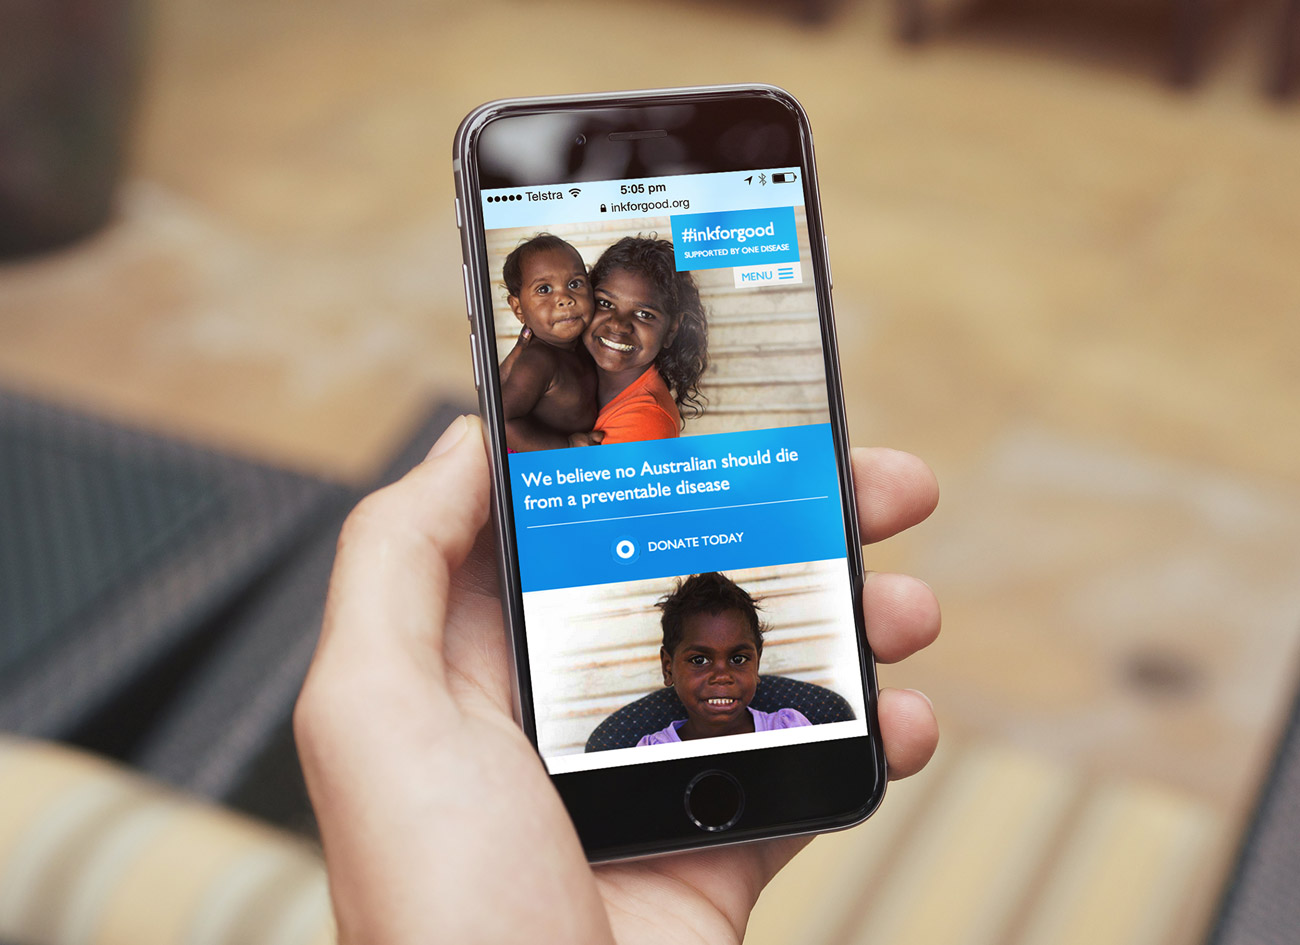 Telstra 5:05 pm
inkforgood.org
#inkforgood
SUPPORTED BY ONE DISEASE
MENU
We believe no Australian should die
from a preventable disease
DONATE TODAY